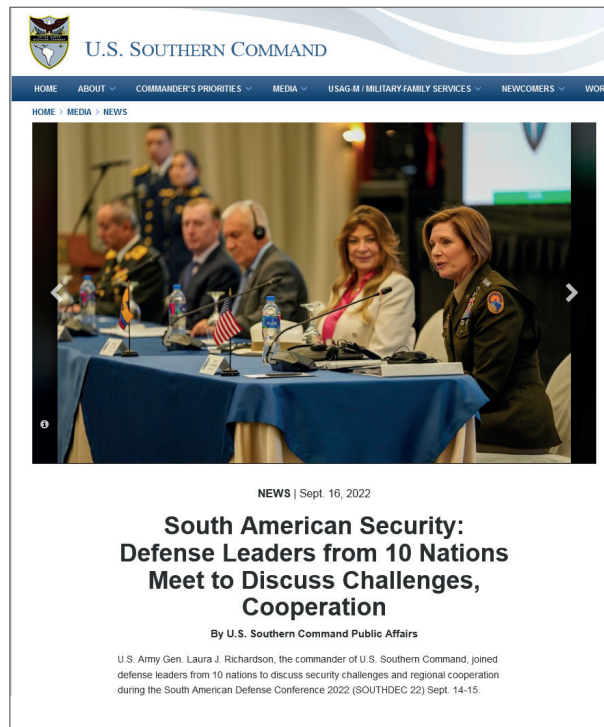 U.S. SOUTHERN COMMAND
HOME ABOUT COMMANDER'S PRIORITIES MEDIA USAG-M / MILITARY-FAMILY SERVICES NEWCOMERS WOR
HOME > MEDIA > NEWS
NEWS | Sept. 16, 2022
South American Security:
Defense Leaders from 10 Nations
Meet to Discuss Challenges,
Cooperation
By U.S. Southern Command Public Affairs
U.S. Army Gen. Laura J. Richardson, the commander of U.S. Southern Command, joined
defense leaders from 10 nations to discuss security challenges and regional cooperation
during the South American Defense Conference 2022 (SOUTHDEC 22) Sept. 14-15.